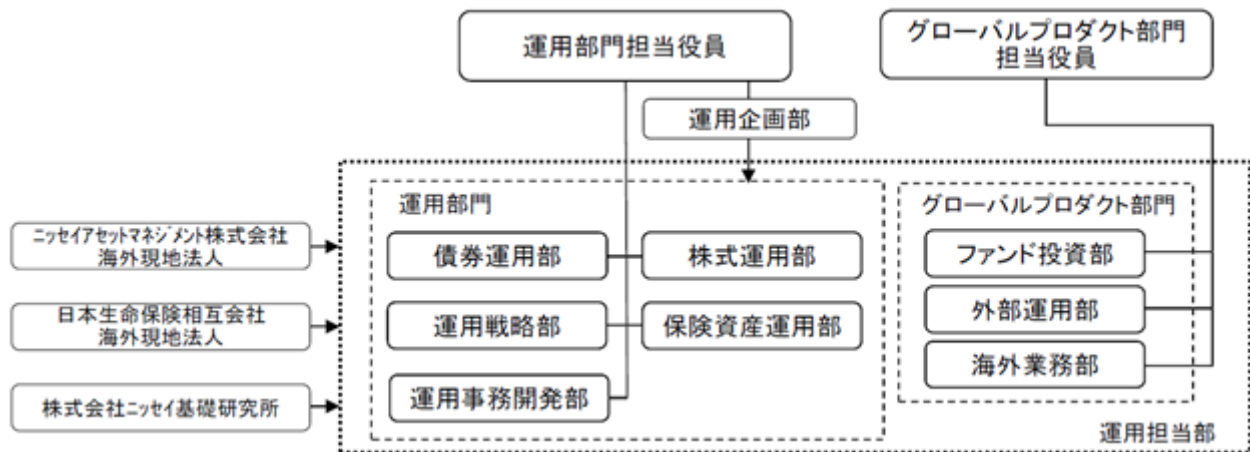 運用部門担当役員
グローバルプロダクト部門
担当役員
運用企画部
運用部門
グローバルプロダクト部門
ニッセイアセットマネジメント株式会社
海外現地法人
債券運用部
株式運用部
ファンド投資部
日本生命保険相互会社
海外現地法人
運用戦略部
保険資産運用部
外部運用部
海外業務部
株式会社ニッセイ基礎研究所
運用事務開発部
運用担当部